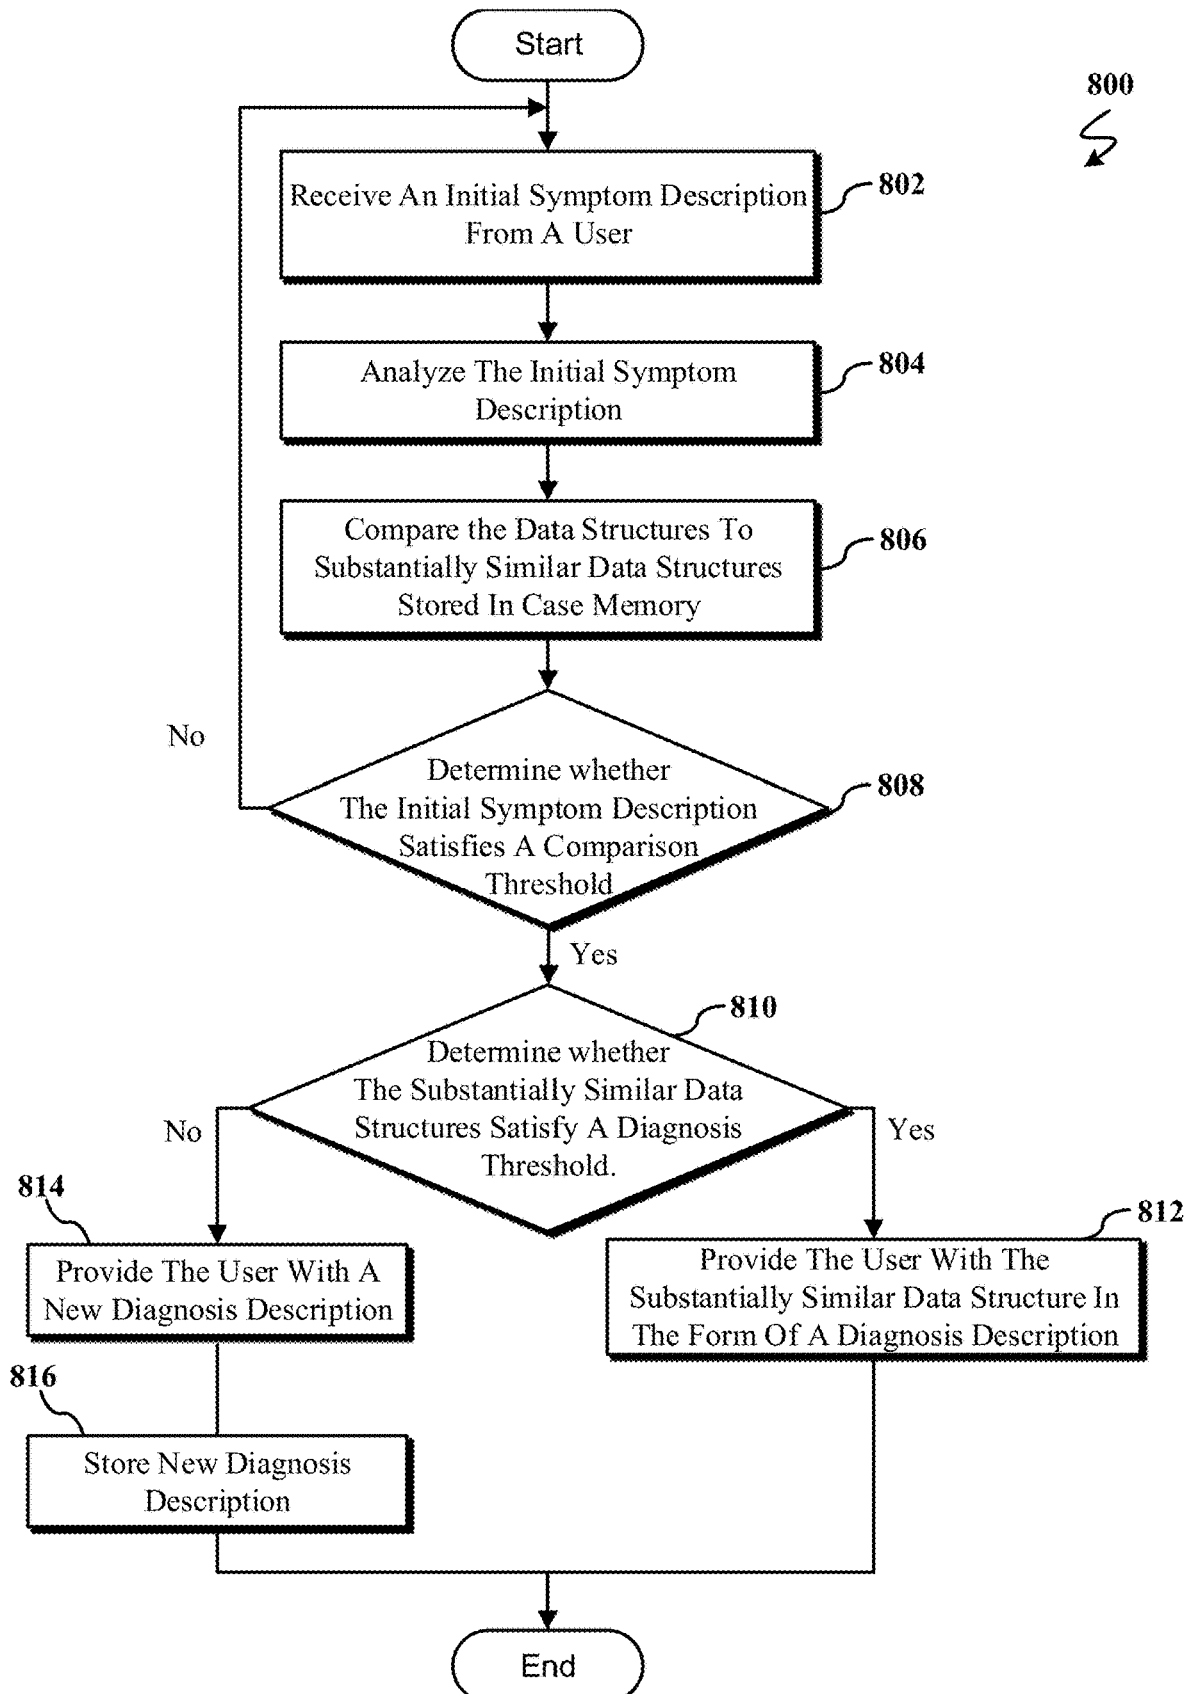 Start
800
Receive An Initial Symptom Description
From A User
802
Analyze The Initial Symptom
Description
804
Compare the Data Structures To
Substantially Similar Data Structures
Stored In Case Memory
806
No
Determine whether
The Initial Symptom Description
Satisfies A Comparison
Threshold
808
Yes
810
Determine whether
The Substantially Similar Data
Structures Satisfy A Diagnosis
Threshold.
No
Yes
814
Provide The User With A
New Diagnosis Description
812
Provide The User With The
Substantially Similar Data Structure In
The Form Of A Diagnosis Description
816
Store New Diagnosis
Description
End